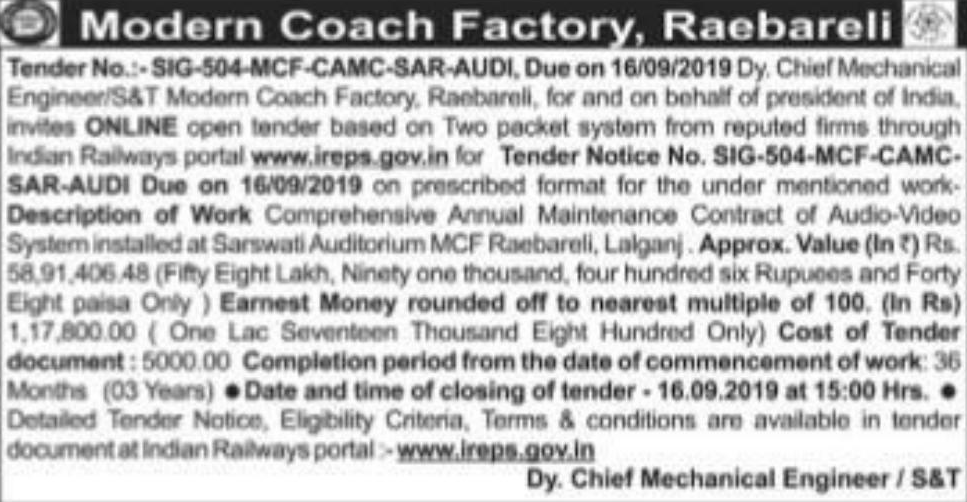 Modern Coach Factory, Raebareli
Tender No.:- SIG-504-MCF-CAMC-SAR-AUDI, Due on 16/09/2019 Dy. Chief Mechanical
Engineer/S&T Modern Coach Factory, Raebareli, for and on behalf of president of India,
invites ONLINE open tender based on Two packet system from reputed firms through
Indian Railways portal www.ireps.gov.in for Tender Notice No. SIG-504-MCF-CAMC-
SAR-AUDI Due on 16/09/2019 on prescribed format for the under mentioned work-
Description of Work Comprehensive Annual Maintenance Contract of Audio-Video
System installed at Sarswati Auditorium MCF Raebareli, Lalganj . Approx. Value (In ₹) Rs.
58,91,406.48 (Fifty Eight Lakh, Ninety one thousand, four hundred six Rupuees and Forty
Eight paisa Only ) Earnest Money rounded off to nearest multiple of 100. (In Rs)
1,17,800.00 ( One Lac Seventeen Thousand Eight Hundred Only) Cost of Tender
document : 5000.00 Completion period from the date of commencement of work: 36
Months (03 Years) ● Date and time of closing of tender - 16.09.2019 at 15:00 Hrs. ●
Detailed Tender Notice, Eligibility Criteria, Terms & conditions are available in tender
document at Indian Railways portal :- www.ireps.gov.in
Dy. Chief Mechanical Engineer / S&T